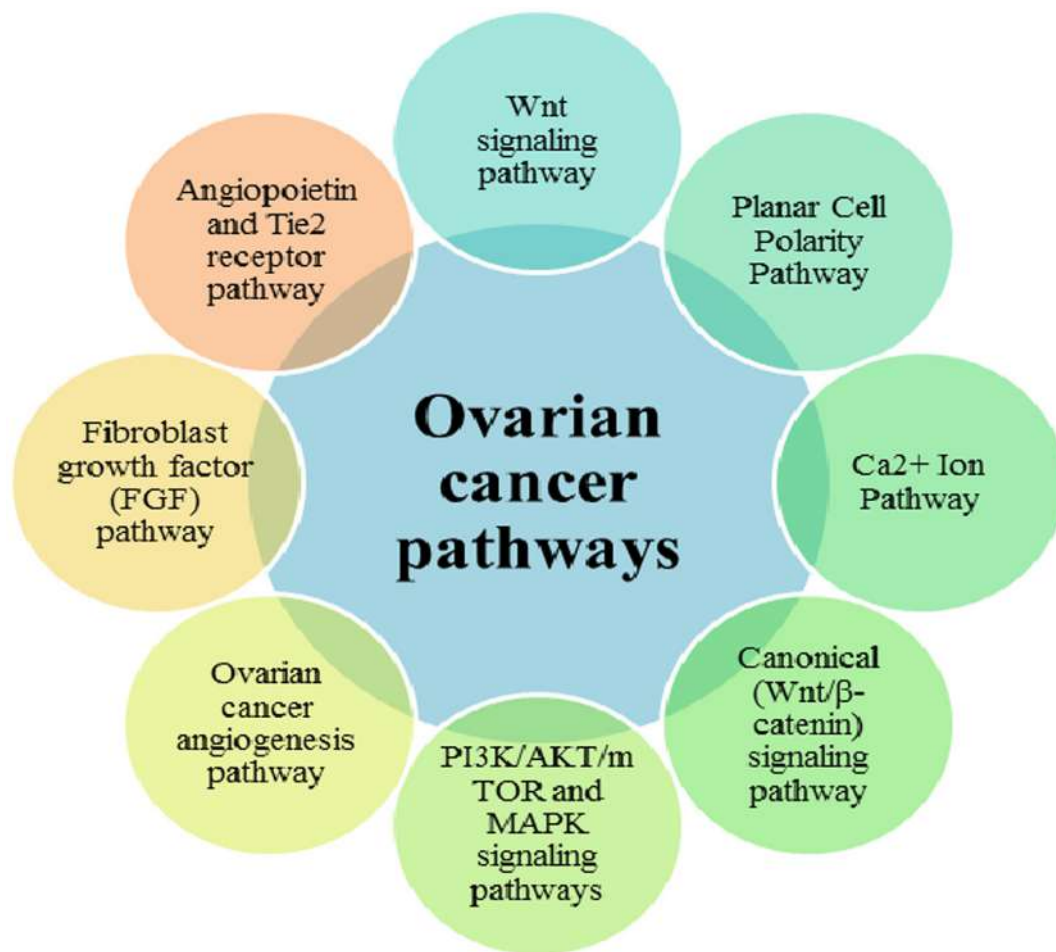 Wnt
signaling
pathway
Planar Cell
Polarity
Pathway
Ca2+ Ion
Pathway
Canonical
(Wnt/β-
catenin)
signaling
pathway
PI3K/AKT/m
TOR and
MAPK
signaling
pathways
Ovarian
cancer
angiogenesis
pathway
Fibroblast
growth factor
(FGF)
pathway
Angiopoietin
and Tie2
receptor
pathway
Ovarian
cancer
pathways